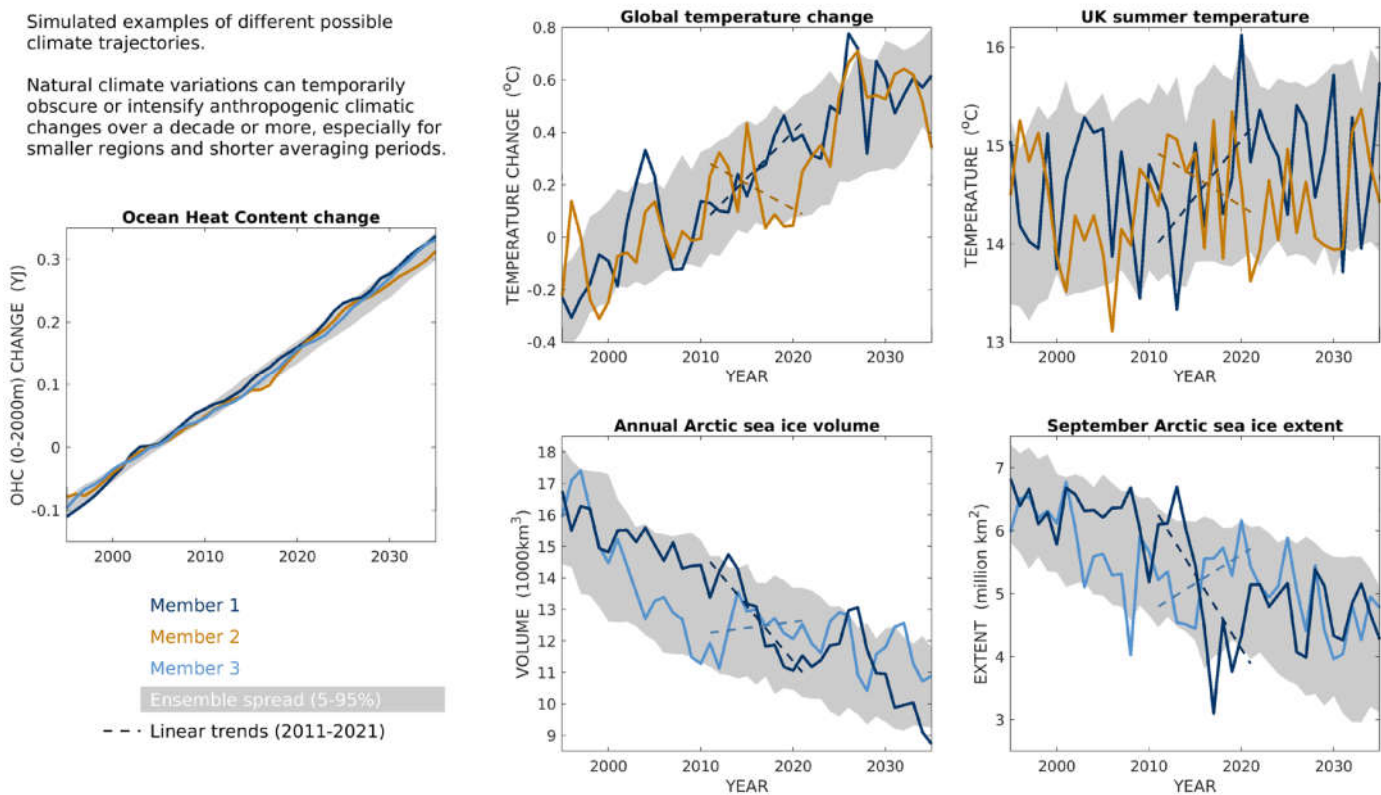 Simulated examples of different possible
climate trajectories.
Natural climate variations can temporarily
obscure or intensify anthropogenic climatic
changes over a decade or more, especially for
smaller regions and shorter averaging periods.
Ocean Heat Content change
OHC (0-2000m) CHANGE (YJ)
0.3
0.2
0.1
0
-0.1
2000 2010 2020 2030
Member 1
Member 2
Member 3
Ensemble spread (5-95%)
Linear trends (2011-2021)
Global temperature change
TEMPERATURE CHANGE (°C)
0.8
0.6
0.4
0.2
0
-0.2
-0.4
2000 2010 2020 2030
YEAR
UK summer temperature
TEMPERATURE (°C)
16
15
14
13
2000 2010 2020 2030
YEAR
Annual Arctic sea ice volume
VOLUME (1000km³)
18
17
16
15
14
13
12
11
10
9
2000 2010 2020 2030
YEAR
September Arctic sea ice extent
EXTENT (million km²)
7
6
5
4
3
2000 2010 2020 2030
YEAR